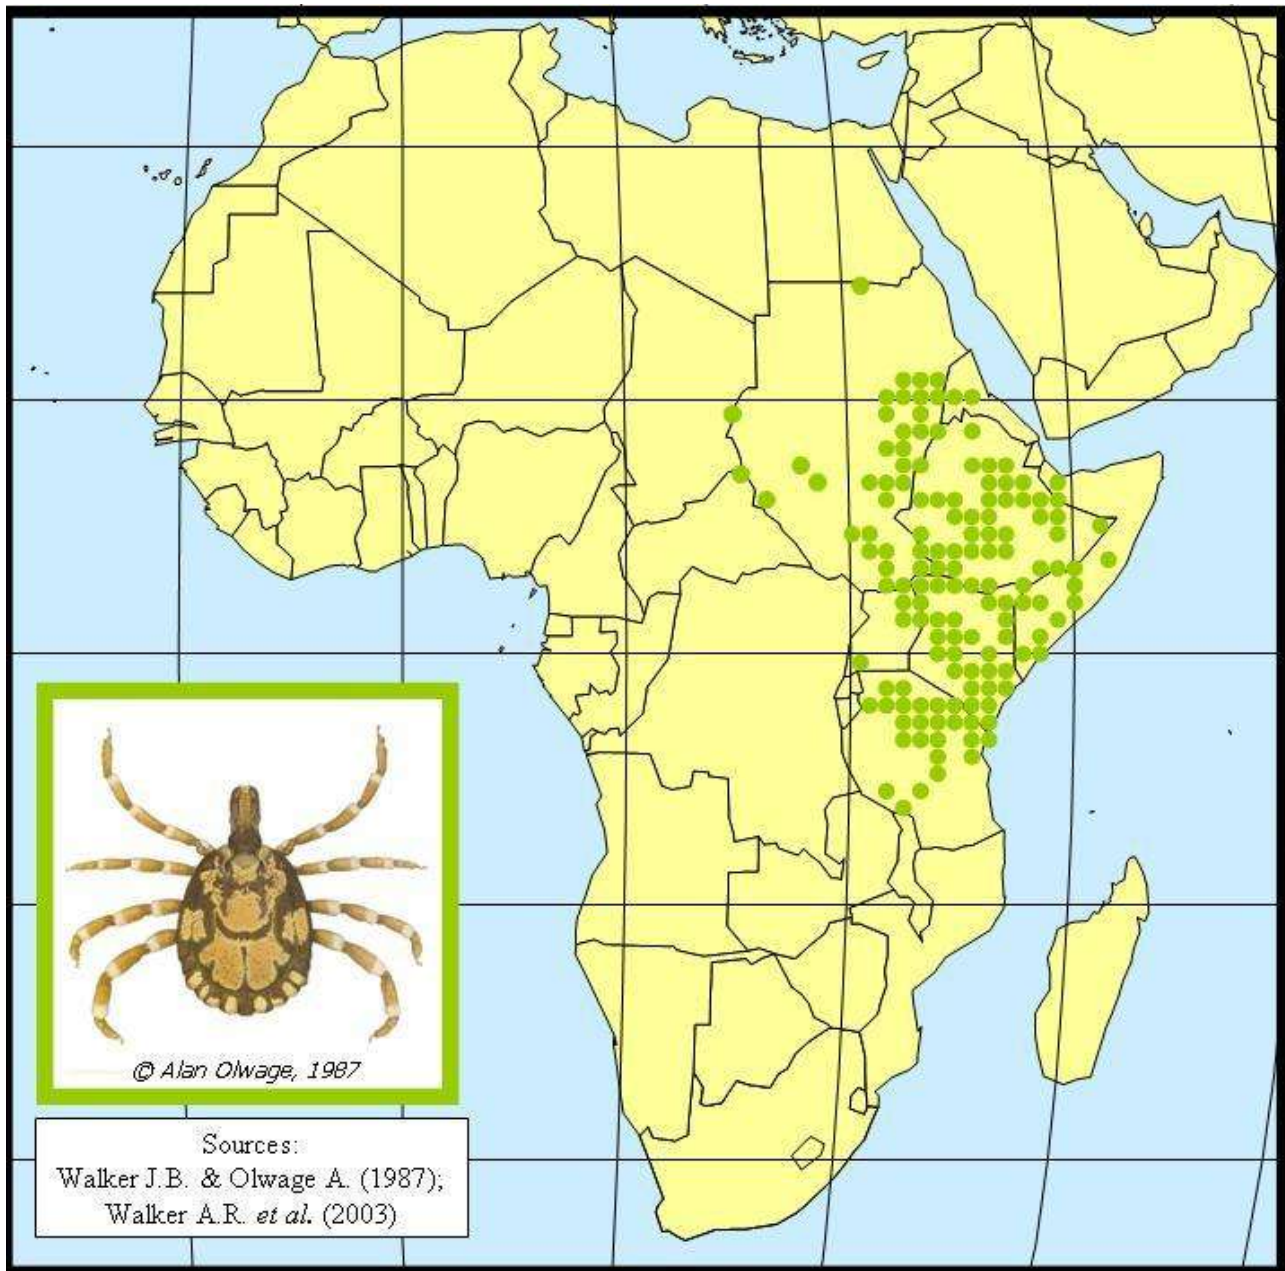 © Alan Olwage, 1987
Sources:
Walker J.B. & Olwage A. (1987);
Walker A.R. et al. (2003)